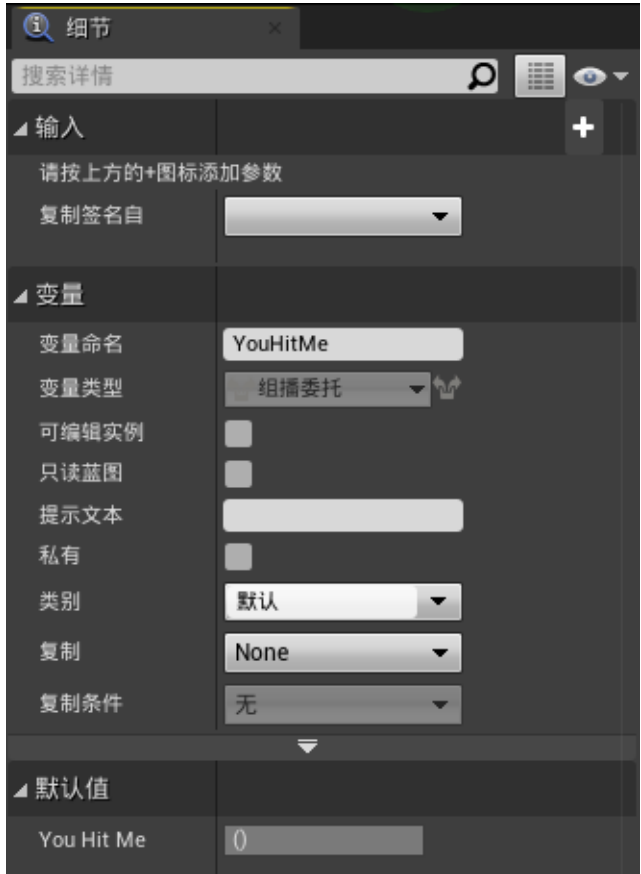 细节
搜索详情
输入
请按上方的+图标添加参数
复制签名自
变量
变量命名 YouHitMe
变量类型 组播委托
可编辑实例
只读蓝图
提示文本
私有
类别 默认
复制 None
复制条件 无
默认值
You Hit Me ()